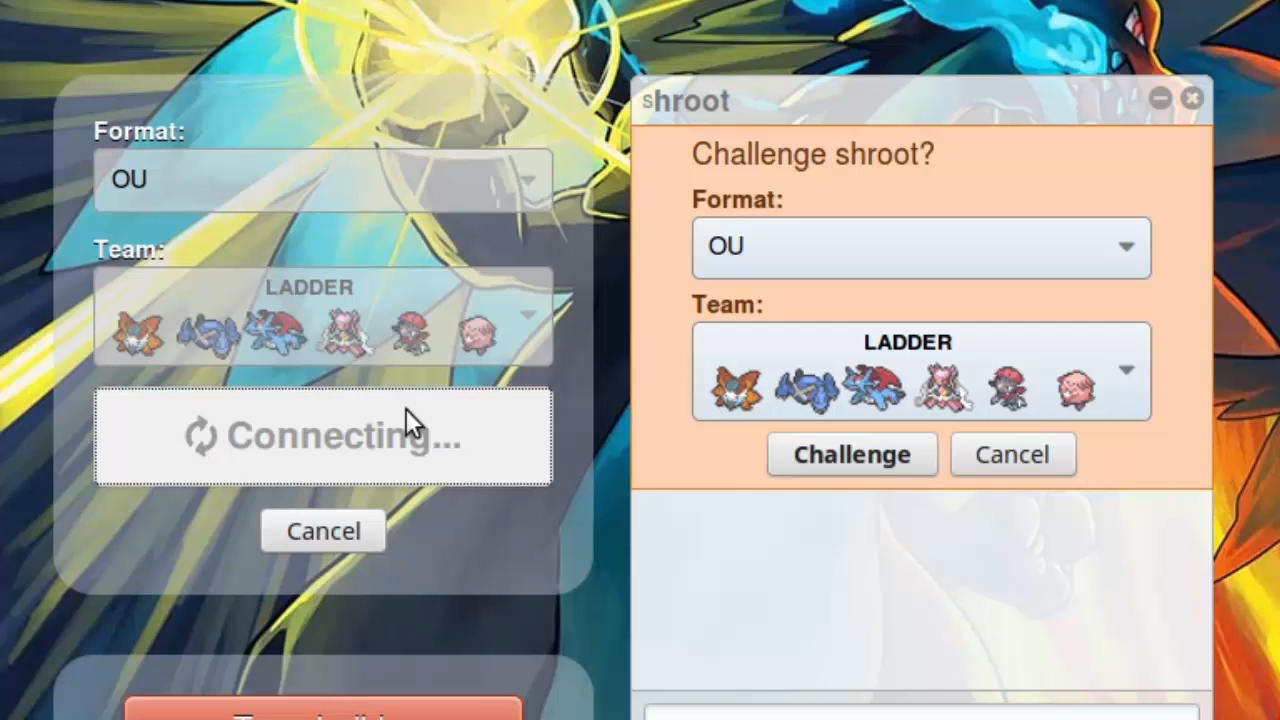 Format:
OU
Team:
LADDER
Connecting...
Cancel
shroot
Challenge shroot?
Format:
OU
Team:
LADDER
Challenge
Cancel